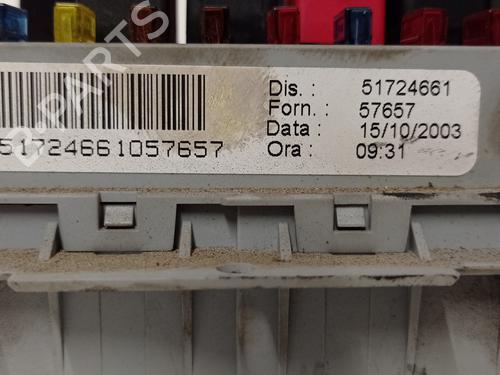 Dis. : 51724661
Forn. : 57657
Data : 15/10/2003
Ora : 09:31
51724661057657
B-PARTS